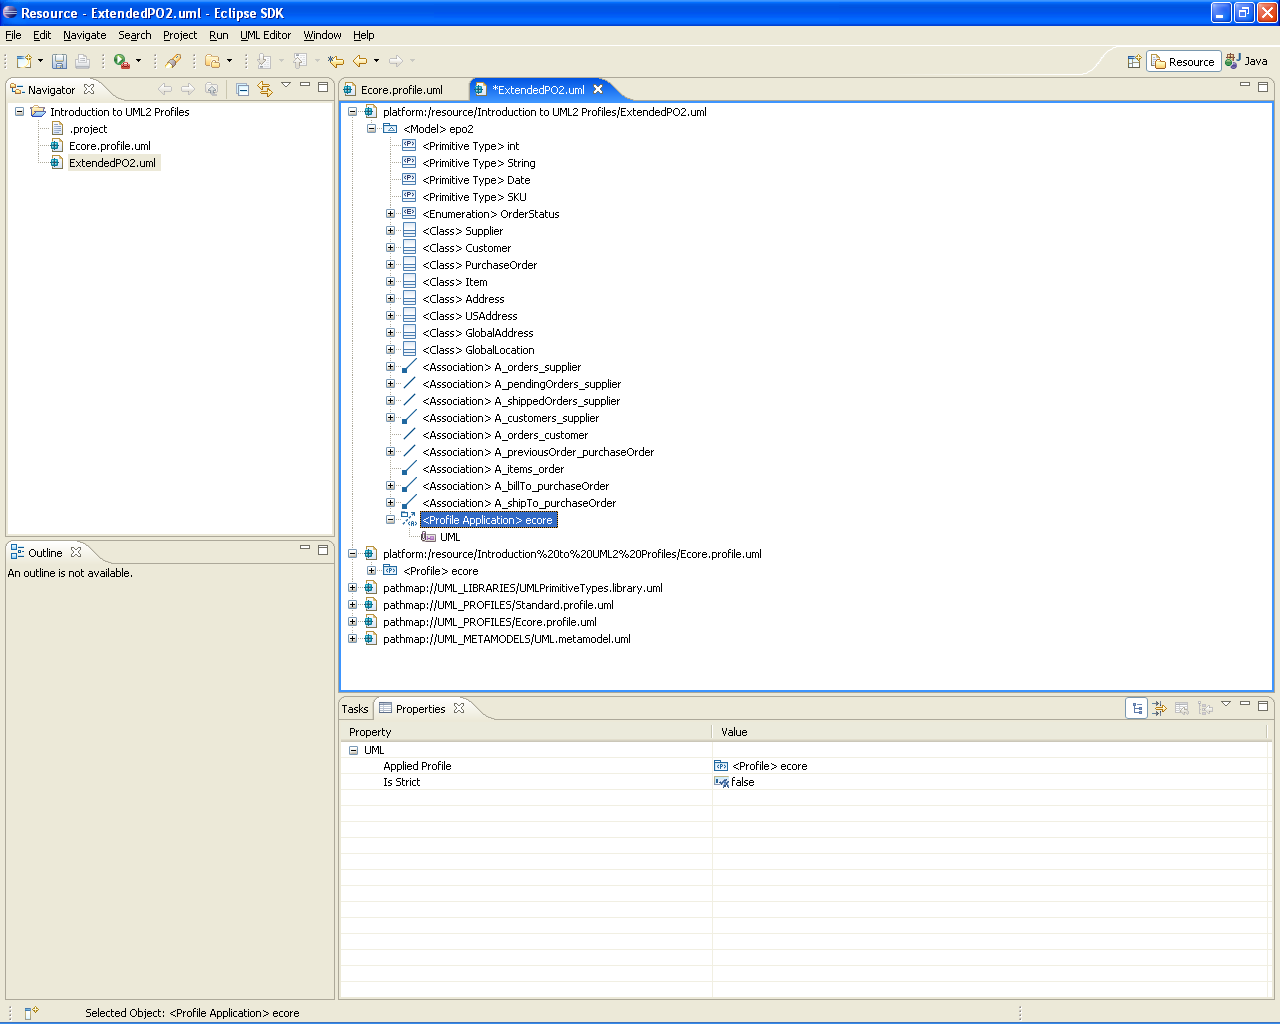 Resource - ExtendedPO2.uml - Eclipse SDK
File Edit Navigate Search Project Run UML Editor Window Help
Resource Java
Navigator
Introduction to UML2 Profiles
.project
Ecore.profile.uml
ExtendedPO2.uml
Ecore.profile.uml *ExtendedPO2.uml
platform:/resource/Introduction to UML2 Profiles/ExtendedPO2.uml
<Model> epo2
<Primitive Type> int
<Primitive Type> String
<Primitive Type> Date
<Primitive Type> SKU
<Enumeration> OrderStatus
<Class> Supplier
<Class> Customer
<Class> PurchaseOrder
<Class> Item
<Class> Address
<Class> USAddress
<Class> GlobalAddress
<Class> GlobalLocation
<Association> A_orders_supplier
<Association> A_pendingOrders_supplier
<Association> A_shippedOrders_supplier
<Association> A_customers_supplier
<Association> A_orders_customer
<Association> A_previousOrder_purchaseOrder
<Association> A_items_order
<Association> A_billTo_purchaseOrder
<Association> A_shipTo_purchaseOrder
<Profile Application> ecore
UML
platform:/resource/Introduction%20to%20UML2%20Profiles/Ecore.profile.uml
<Profile> ecore
pathmap://UML_LIBRARIES/UMLPrimitiveTypes.library.uml
pathmap://UML_PROFILES/Standard.profile.uml
pathmap://UML_PROFILES/Ecore.profile.uml
pathmap://UML_METAMODELS/UML.metamodel.uml
Outline
An outline is not available.
Tasks Properties
Property Value
UML
Applied Profile <Profile> ecore
Is Strict false
Selected Object: <Profile Application> ecore